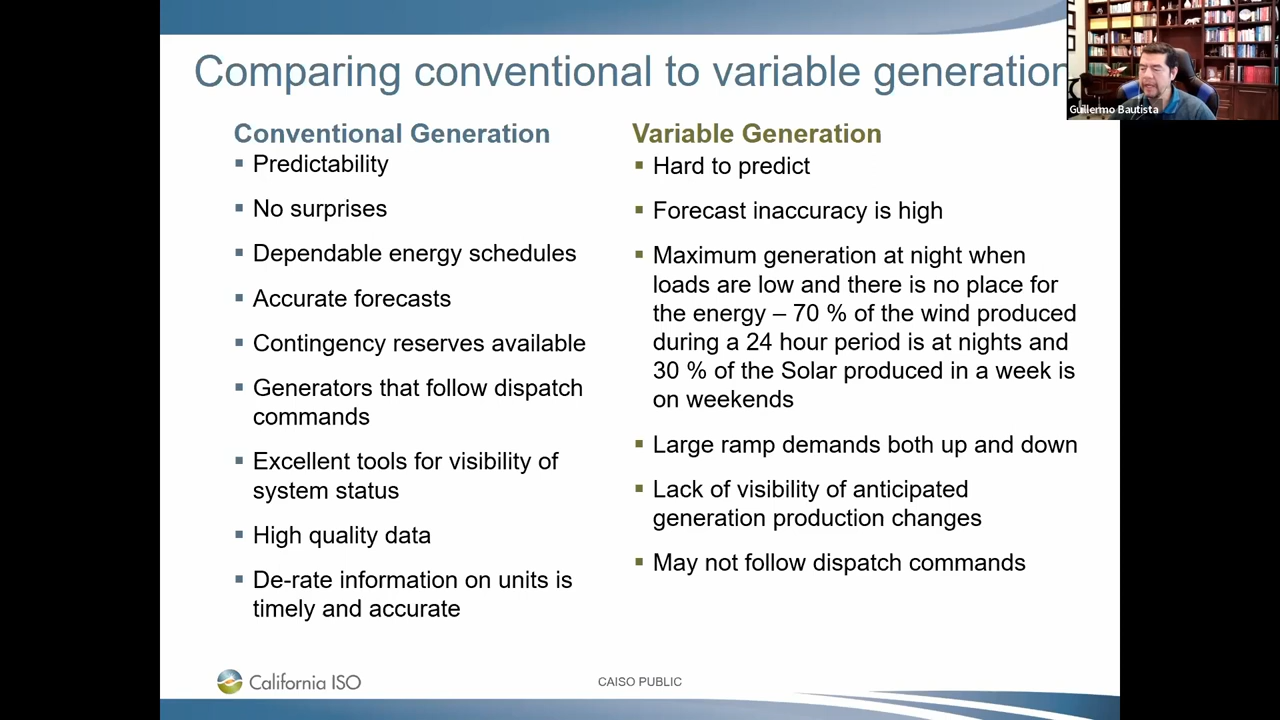 Comparing conventional to variable generation
Guillermo Bautista
Conventional Generation
▪ Predictability
▪ No surprises
▪ Dependable energy schedules
▪ Accurate forecasts
▪ Contingency reserves available
▪ Generators that follow dispatch
commands
▪ Excellent tools for visibility of
system status
▪ High quality data
▪ De-rate information on units is
timely and accurate
Variable Generation
▪ Hard to predict
▪ Forecast inaccuracy is high
▪ Maximum generation at night when
loads are low and there is no place for
the energy – 70 % of the wind produced
during a 24 hour period is at nights and
30 % of the Solar produced in a week is
on weekends
▪ Large ramp demands both up and down
▪ Lack of visibility of anticipated
generation production changes
▪ May not follow dispatch commands
California ISO
CAISO PUBLIC